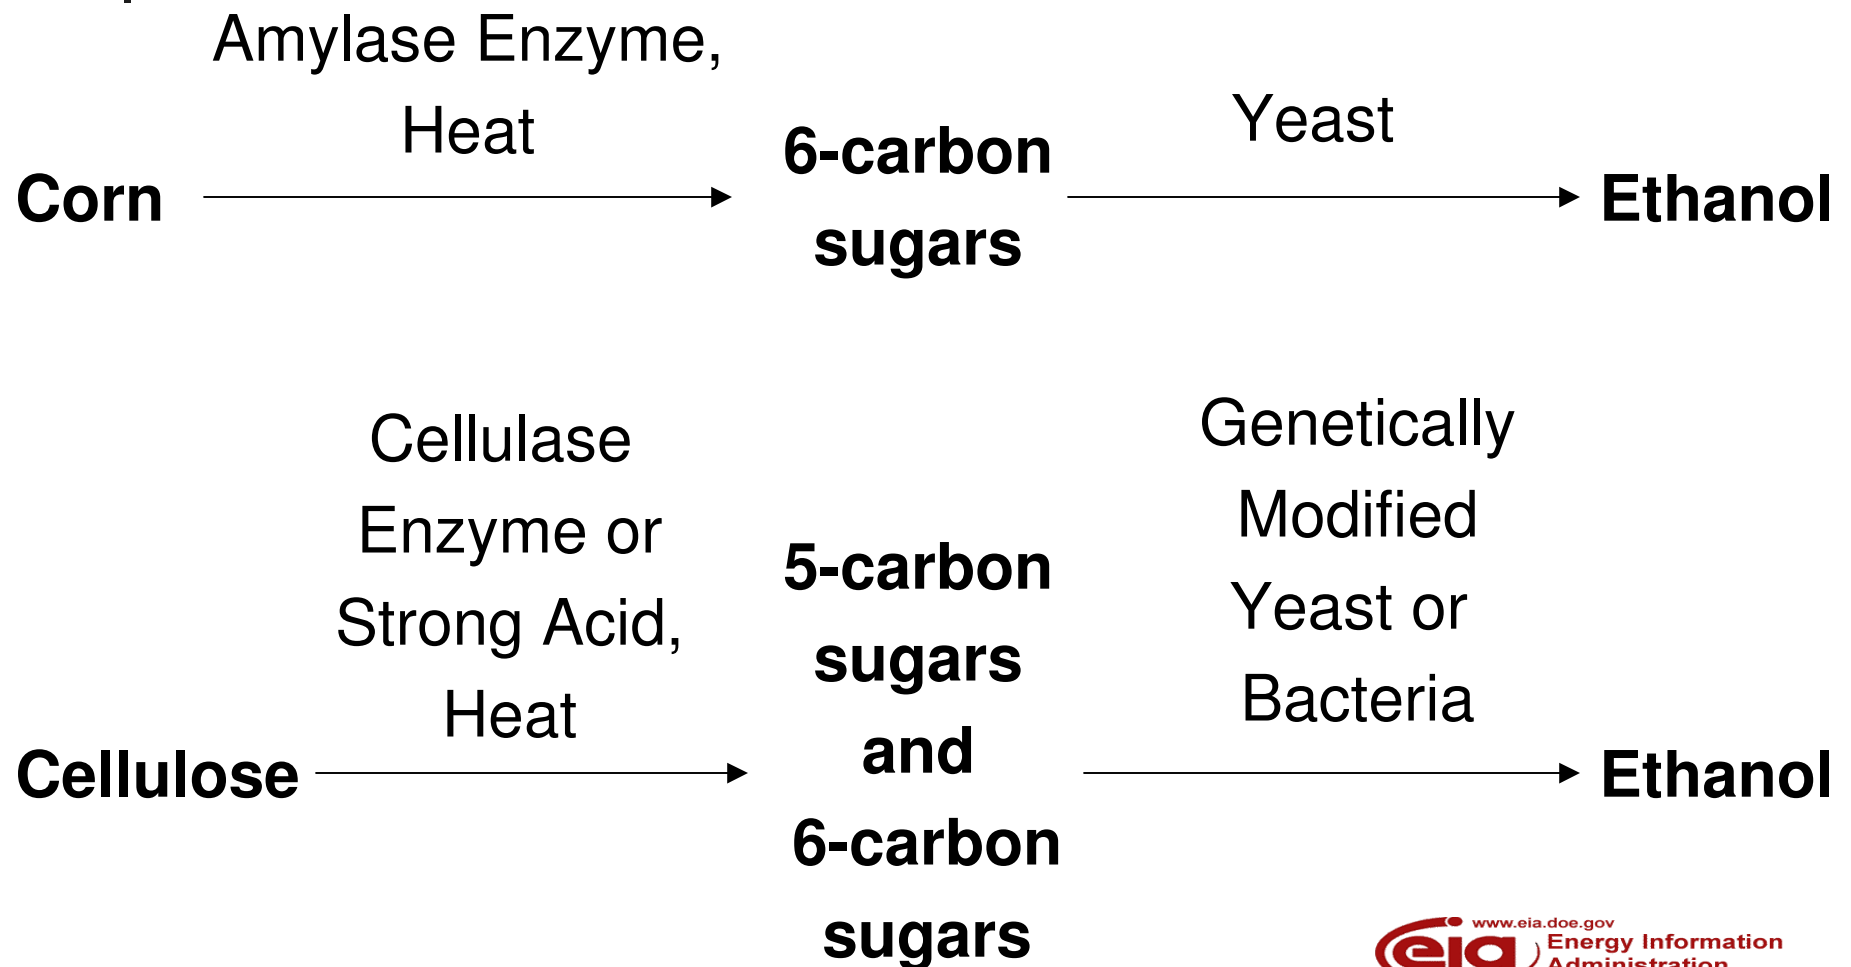 Amylase Enzyme,
Heat
Corn
6-carbon
sugars
Yeast
Ethanol
Cellulase
Enzyme or
Strong Acid,
Heat
Cellulose
5-carbon
sugars
and
6-carbon
sugars
Genetically
Modified
Yeast or
Bacteria
Ethanol
www.eia.doe.gov
eia
Energy Information
Administration